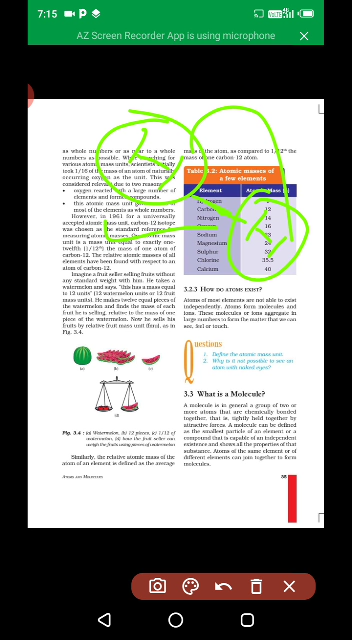 7:15
AZ Screen Recorder App is using microphone
as whole numbers or as near to a whole
numbers as possible. While searching for
various atomic mass units, scientists initially
took 1/16 of the mass of an atom of naturally
occurring oxygen as the unit. This was
considered relevant due to two reasons:
• oxygen reacted with a large number of
elements and formed compounds.
• this atomic mass unit gave masses of
most of the elements as whole numbers.
However, in 1961 for a universally
accepted atomic mass unit, carbon-12 isotope
was chosen as the standard reference for
measuring atomic masses. One atomic mass
unit is a mass unit equal to exactly one-
twelfth (1/12th) the mass of one atom of
carbon-12. The relative atomic masses of all
elements have been found with respect to an
atom of carbon-12.
Imagine a fruit seller selling fruits without
any standard weight with him. He takes a
watermelon and says, "this has a mass equal
to 12 units" (12 watermelon units or 12 fruit
mass units). He makes twelve equal pieces of
the watermelon and finds the mass of each
fruit he is selling, relative to the mass of one
piece of the watermelon. Now he sells his
fruits by relative fruit mass unit (fmu), as in
Fig. 3.4.
(a) (b) (c)
(d)
Fig. 3.4 : (a) Watermelon, (b) 12 pieces, (c) 1/12 of
watermelon, (d) how the fruit seller can
weigh the fruits using pieces of watermelon
Similarly, the relative atomic mass of the
atom of an element is defined as the average
mass of the atom, as compared to 1/12th the
mass of one carbon-12 atom.
Table 3.2: Atomic masses of
a few elements
Element Atomic Mass (u)
Hydrogen
Carbon 12
Nitrogen 14
16
Sodium 23
Magnesium 24
Sulphur 32
Chlorine 35.5
Calcium 40
3.2.3 HOW DO ATOMS EXIST?
Atoms of most elements are not able to exist
independently. Atoms form molecules and
ions. These molecules or ions aggregate in
large numbers to form the matter that we can
see, feel or touch.
Questions
1. Define the atomic mass unit.
2. Why is it not possible to see an
atom with naked eyes?
3.3 What is a Molecule?
A molecule is in general a group of two or
more atoms that are chemically bonded
together, that is, tightly held together by
attractive forces. A molecule can be defined
as the smallest particle of an element or a
compound that is capable of an independent
existence and shows all the properties of that
substance. Atoms of the same element or of
different elements can join together to form
molecules.
ATOMS AND MOLECULES 35